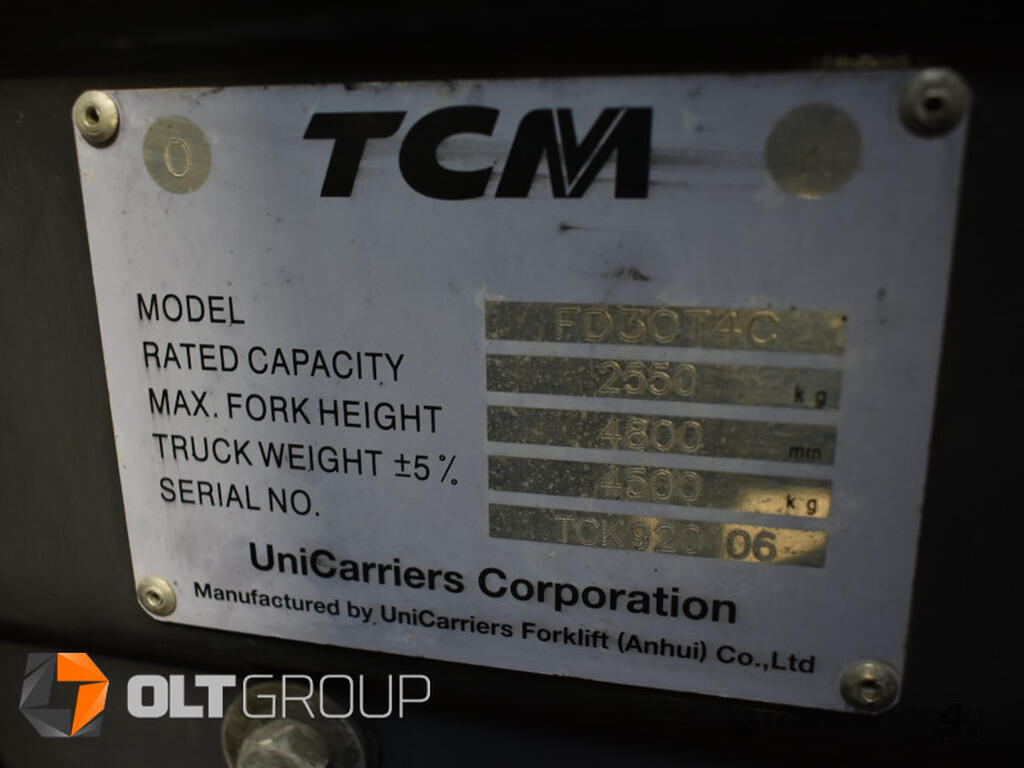 0
TCM
MODEL FD30T4C
RATED CAPACITY 2550 kg
MAX. FORK HEIGHT 4800 mm
TRUCK WEIGHT ±5% 4500 kg
SERIAL NO. TCK920 06
UniCarriers Corporation
Manufactured by UniCarriers Forklift (Anhui) Co.,Ltd
OLTGROUP